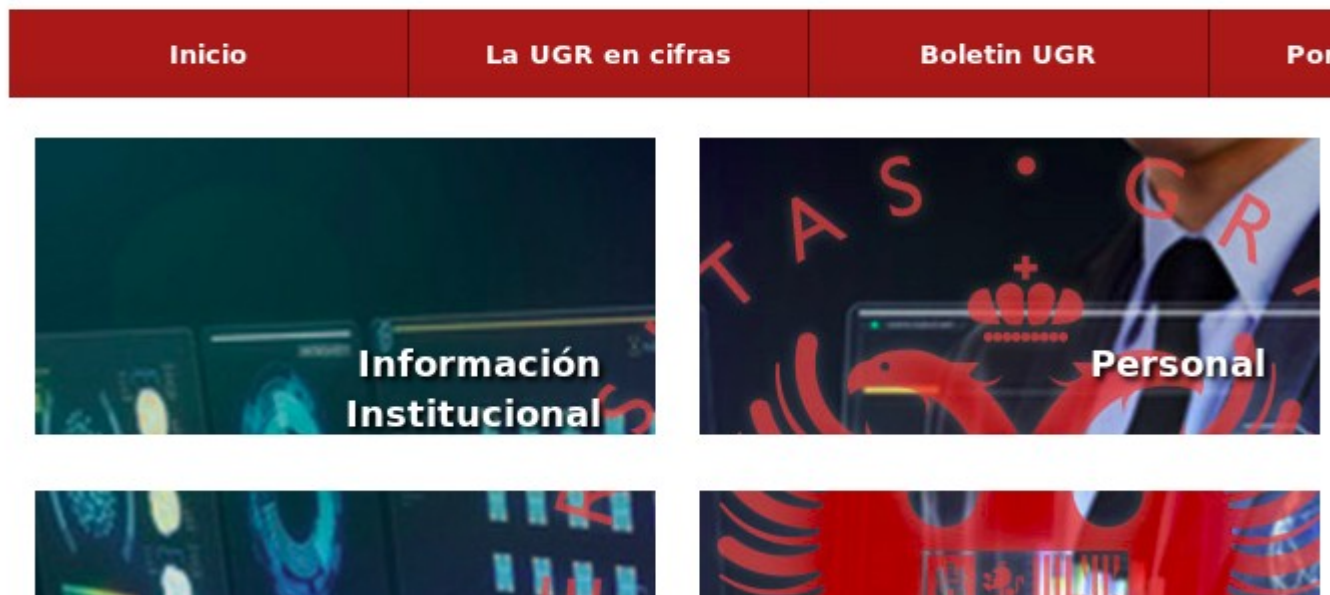 Inicio
La UGR en cifras
Boletin UGR
Información
Institucional
Personal